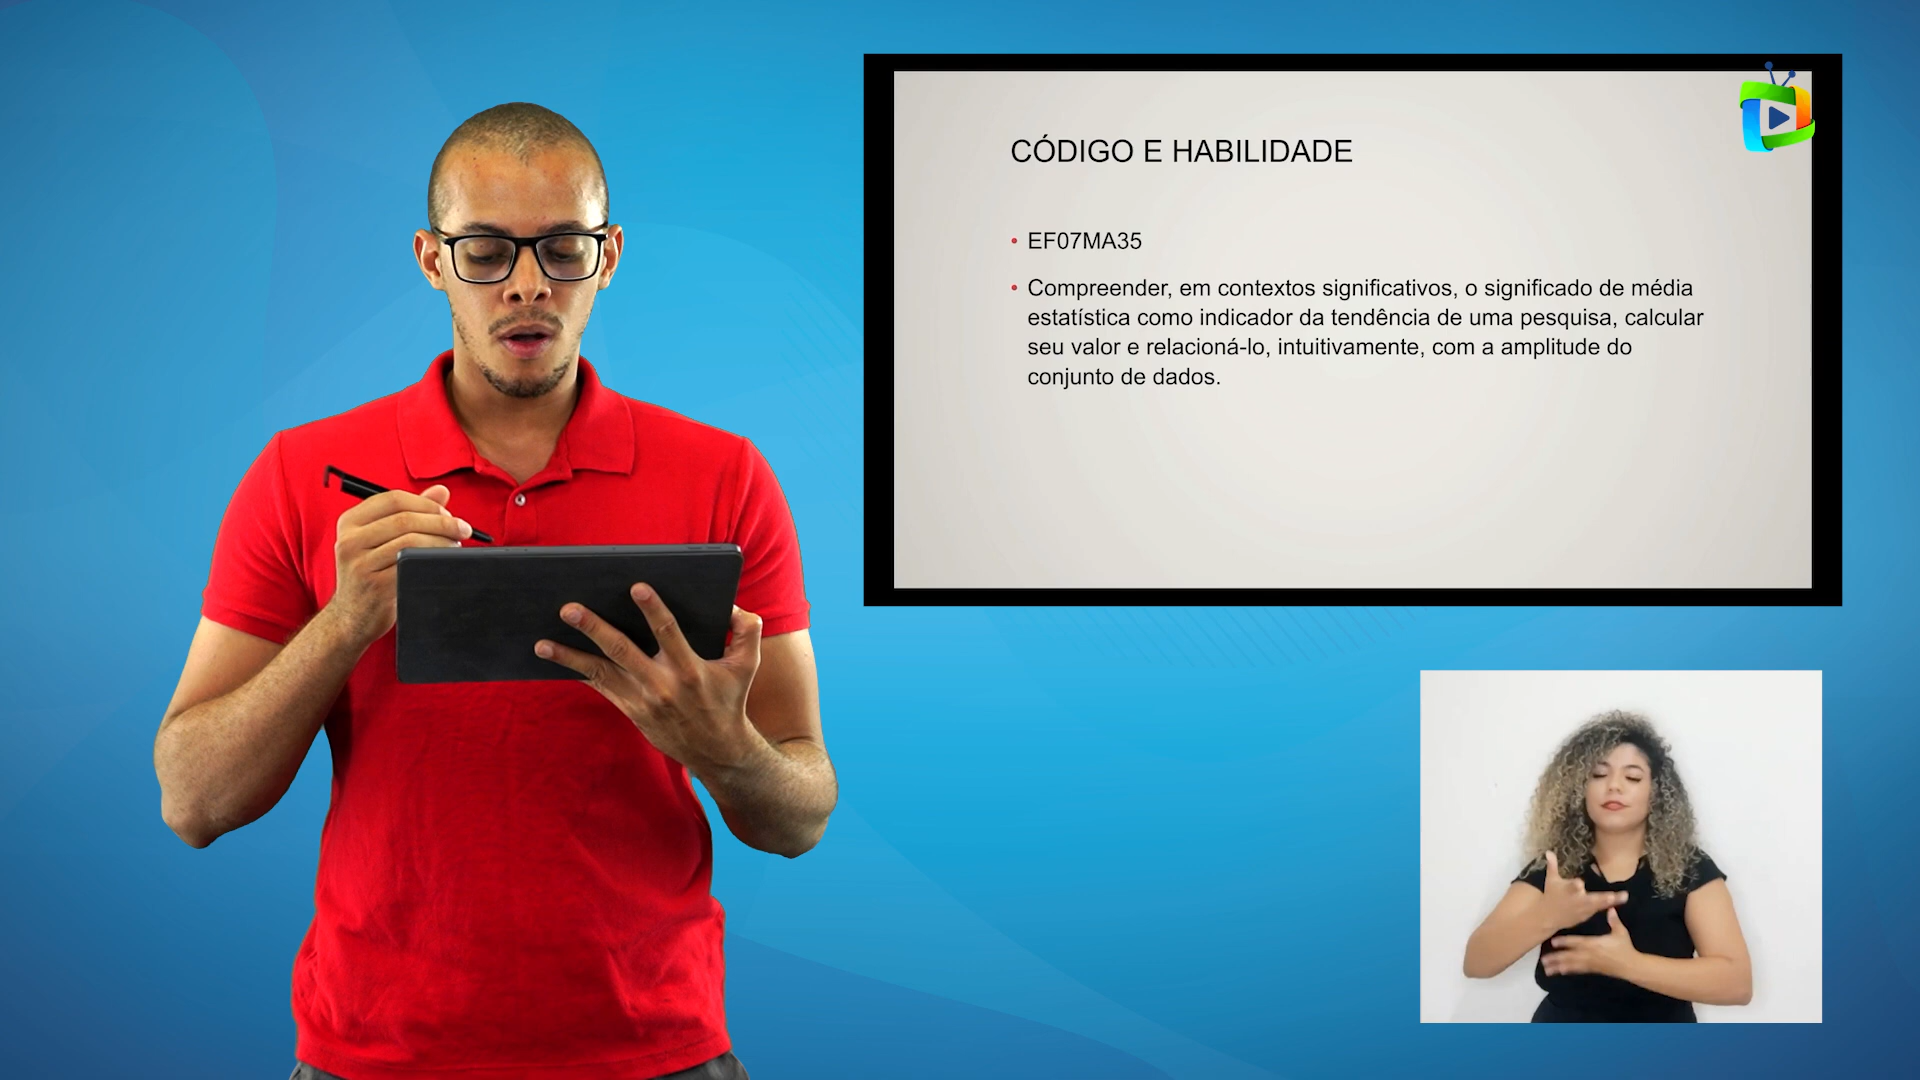 CÓDIGO E HABILIDADE
• EF07MA35
• Compreender, em contextos significativos, o significado de média
estatística como indicador da tendência de uma pesquisa, calcular
seu valor e relacioná-lo, intuitivamente, com a amplitude do
conjunto de dados.